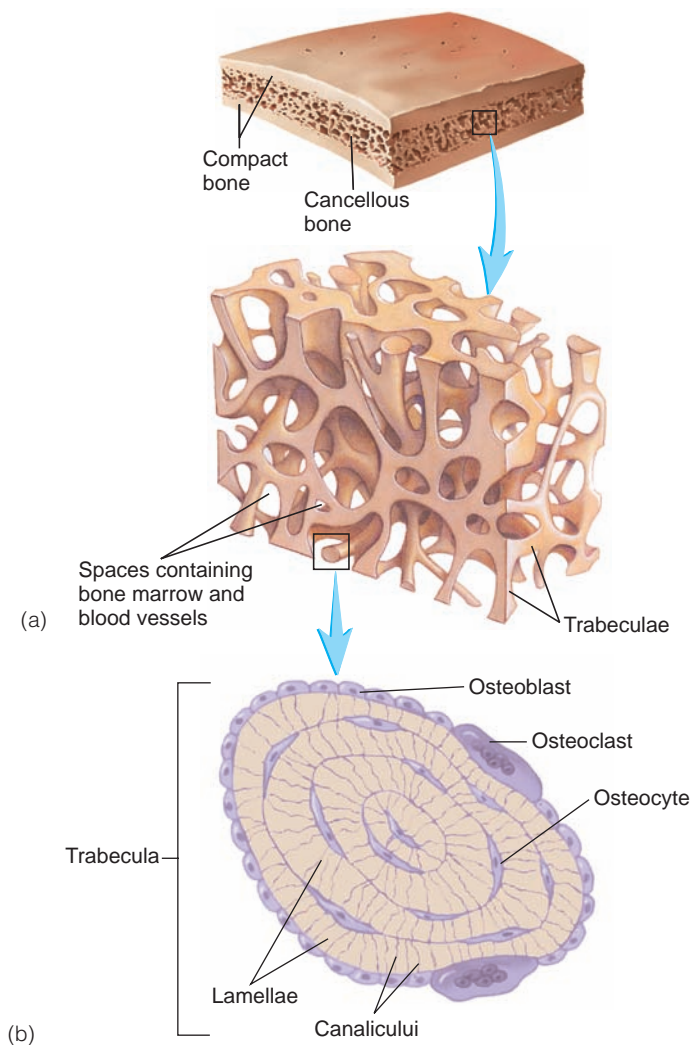 Compact
bone
Cancellous
bone
Spaces containing
bone marrow and
blood vessels
(a)
Trabeculae
Osteoblast
Osteoclast
Osteocyte
Trabecula
Lamellae
Canalicului
(b)